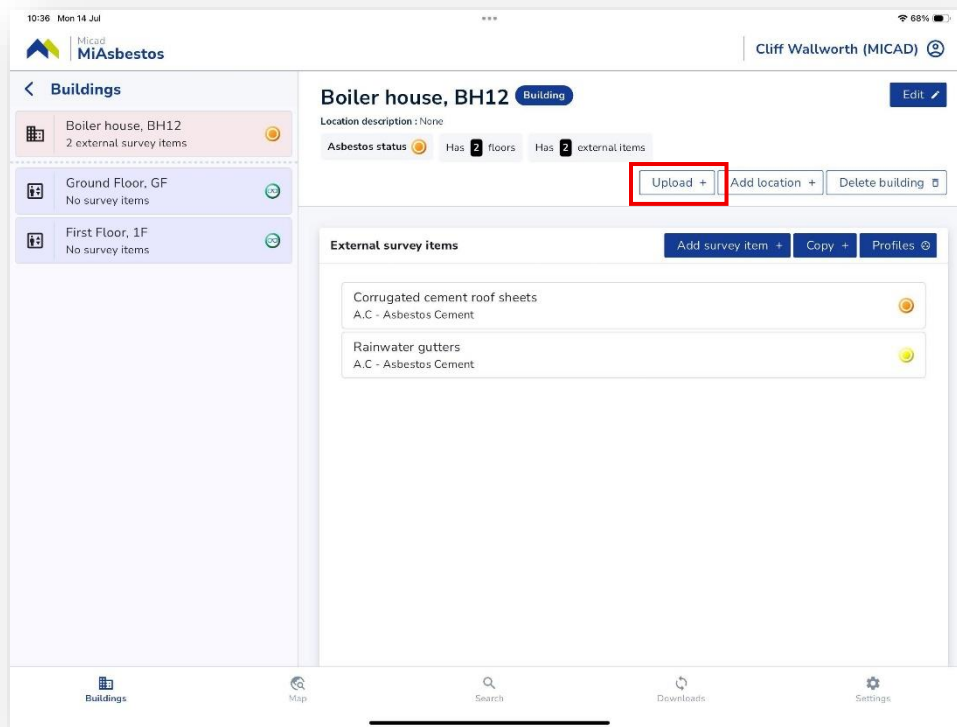 10:36 Mon 14 Jul
68%
Micad
MiAsbestos
Cliff Wallworth (MICAD)
Buildings
Boiler house, BH12
2 external survey items
Ground Floor, GF
No survey items
First Floor, 1F
No survey items
Boiler house, BH12 Building
Edit
Location description : None
Asbestos status Has 2 floors Has 2 external items
Upload + Add location + Delete building
External survey items
Add survey item + Copy + Profiles
Corrugated cement roof sheets
A.C - Asbestos Cement
Rainwater gutters
A.C - Asbestos Cement
Buildings Map Search Downloads Settings